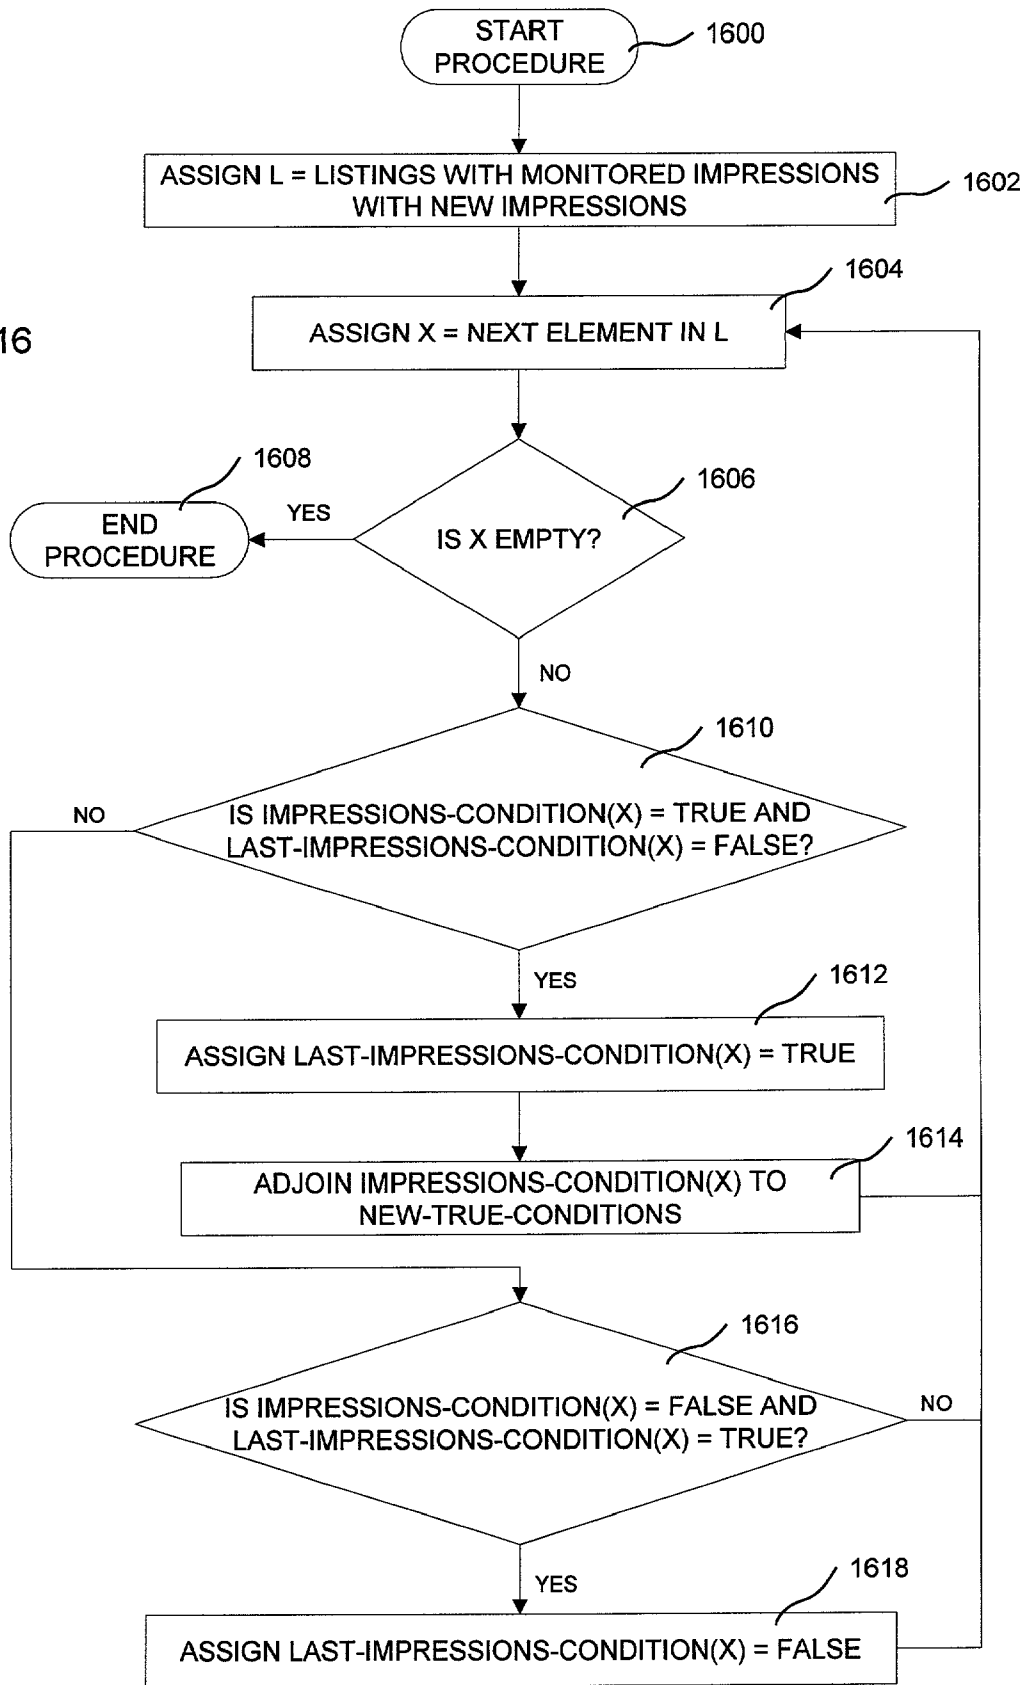 START
PROCEDURE
1600
ASSIGN L = LISTINGS WITH MONITORED IMPRESSIONS
WITH NEW IMPRESSIONS
1602
1604
ASSIGN X = NEXT ELEMENT IN L
16
1608
END
PROCEDURE
YES
1606
IS X EMPTY?
NO
1610
NO
IS IMPRESSIONS-CONDITION(X) = TRUE AND
LAST-IMPRESSIONS-CONDITION(X) = FALSE?
YES
1612
ASSIGN LAST-IMPRESSIONS-CONDITION(X) = TRUE
1614
ADJOIN IMPRESSIONS-CONDITION(X) TO
NEW-TRUE-CONDITIONS
1616
IS IMPRESSIONS-CONDITION(X) = FALSE AND
LAST-IMPRESSIONS-CONDITION(X) = TRUE?
NO
YES
1618
ASSIGN LAST-IMPRESSIONS-CONDITION(X) = FALSE